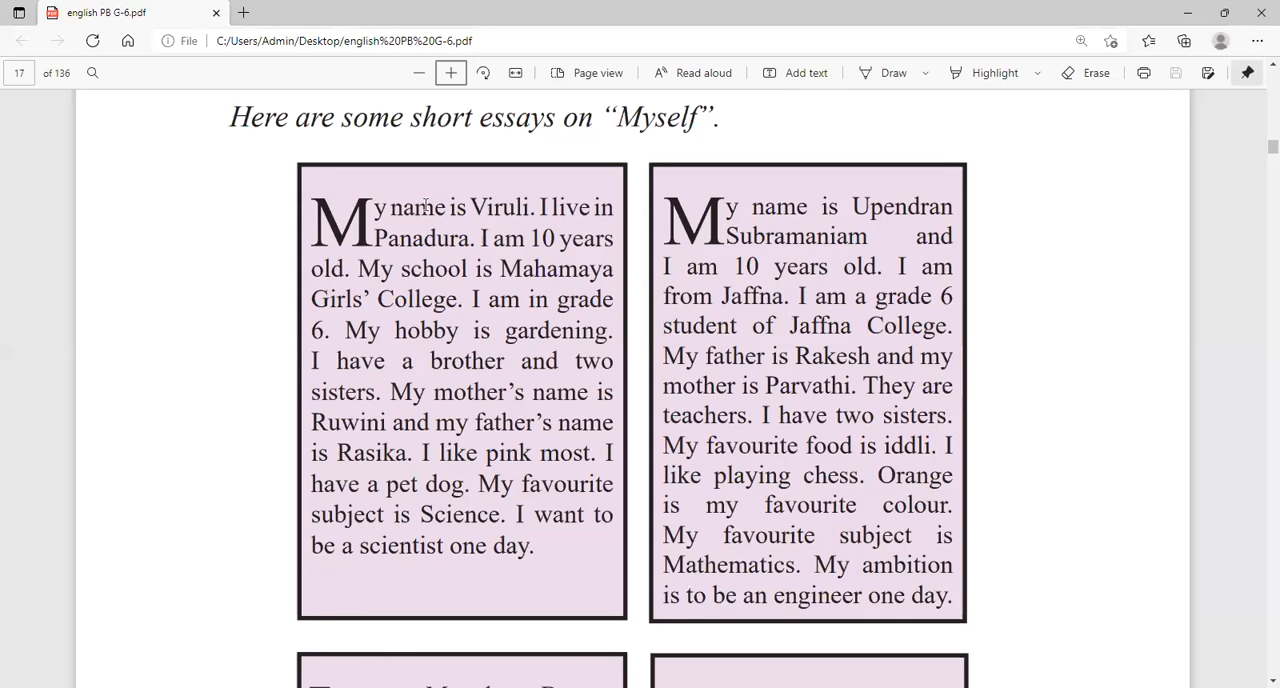 english PB G-6.pdf
File
C:/Users/Admin/Desktop/english%20PB%20G-6.pdf
17 of 136
Page view
Read aloud
Add text
Draw
Highlight
Erase
Here are some short essays on “Myself”.
My name is Viruli. I live in
Panadura. I am 10 years
old. My school is Mahamaya
Girls’ College. I am in grade
6. My hobby is gardening.
I have a brother and two
sisters. My mother’s name is
Ruwini and my father’s name
is Rasika. I like pink most. I
have a pet dog. My favourite
subject is Science. I want to
be a scientist one day.
My name is Upendran
Subramaniam and
I am 10 years old. I am
from Jaffna. I am a grade 6
student of Jaffna College.
My father is Rakesh and my
mother is Parvathi. They are
teachers. I have two sisters.
My favourite food is iddli. I
like playing chess. Orange
is my favourite colour.
My favourite subject is
Mathematics. My ambition
is to be an engineer one day.